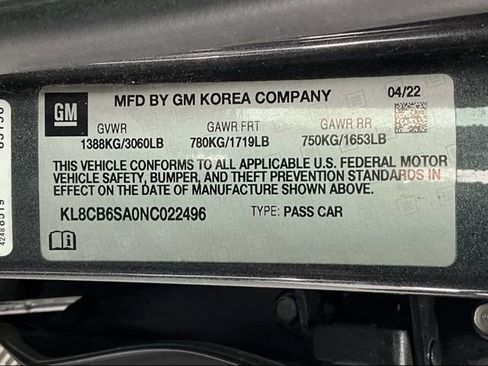 MFD BY GM KOREA COMPANY
04/22
GM
GVWR
GAWR FRT
GAWR RR
1388KG/3060LB
780KG/1719LB
750KG/1653LB
THIS VEHICLE CONFORMS TO ALL APPLICABLE U.S. FEDERAL MOTOR
VEHICLE SAFETY, BUMPER, AND THEFT PREVENTION STANDARDS IN
EFFECT ON THE DATE OF MANUFACTURE SHOWN ABOVE.
KL8CB6SA0NC022496
TYPE: PASS CAR